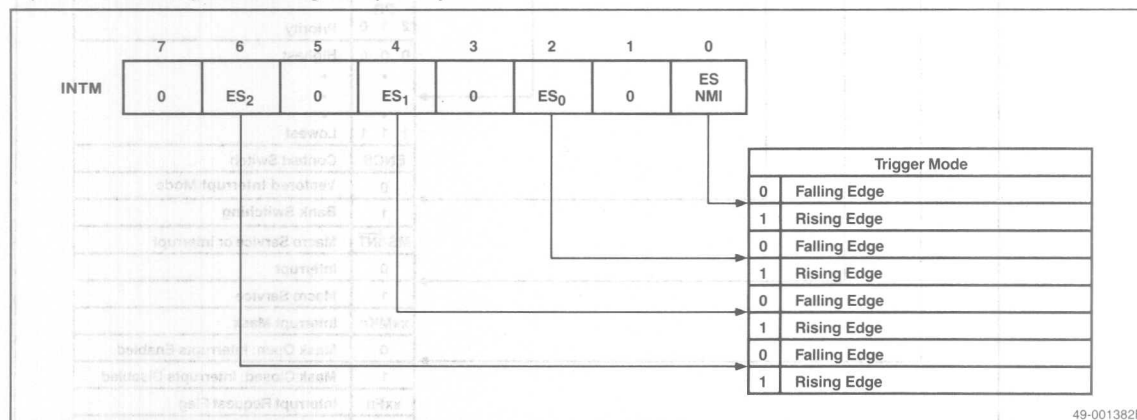 7 6 5 4 3 2 1 0
INTM 0 ES₂ 0 ES₁ 0 ES₀ 0 ES NMI
Trigger Mode
0 Falling Edge
1 Rising Edge
0 Falling Edge
1 Rising Edge
0 Falling Edge
1 Rising Edge
0 Falling Edge
1 Rising Edge